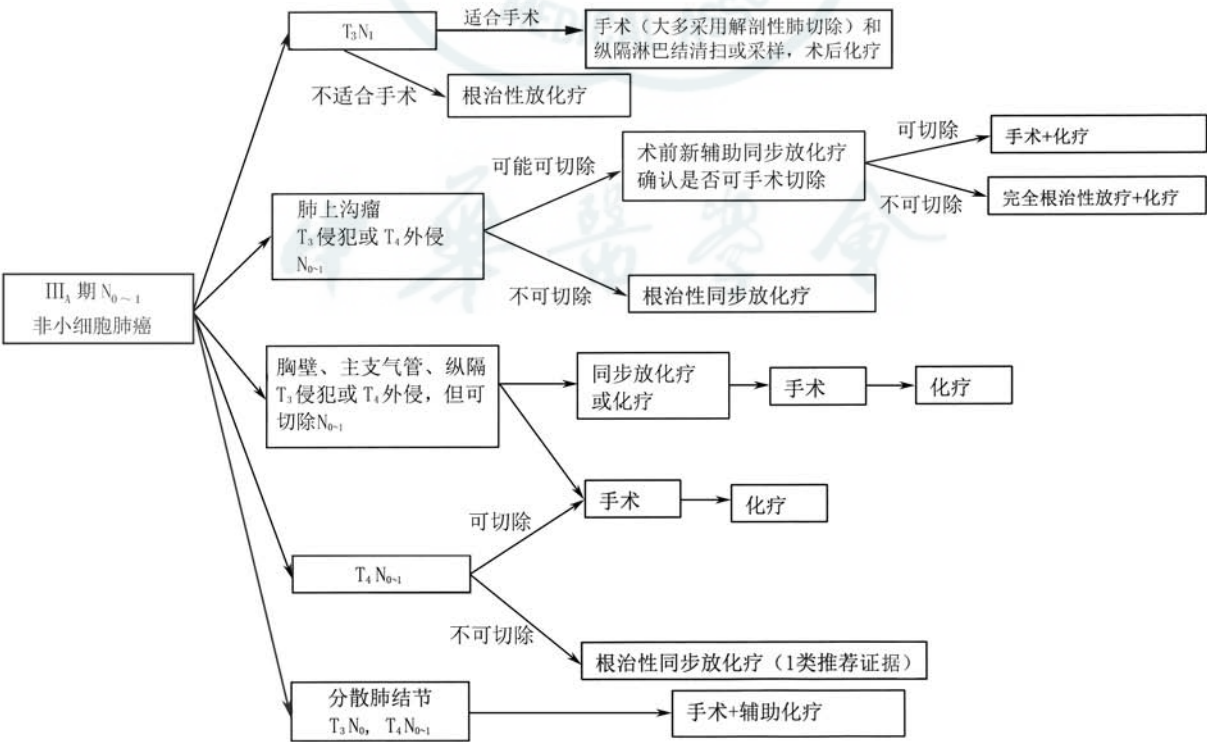 T₃N₁
适合手术
手术（大多采用解剖性肺切除）和
纵隔淋巴结清扫或采样，术后化疗
不适合手术
根治性放化疗
肺上沟瘤
T₃侵犯或T₄外侵
N₀~₁
可能可切除
术前新辅助同步放化疗
确认是否可手术切除
可切除
手术+化疗
不可切除
完全根治性放疗+化疗
不可切除
根治性同步放化疗
III_A 期 N₀～₁
非小细胞肺癌
胸壁、主支气管、纵隔
T₃侵犯或T₄外侵，但可
切除N₀~₁
同步放化疗
或化疗
手术
化疗
手术
化疗
T₄ N₀~₁
可切除
不可切除
根治性同步放化疗（1类推荐证据）
分散肺结节
T₃N₀，T₄N₀~₁
手术+辅助化疗
中华医学会